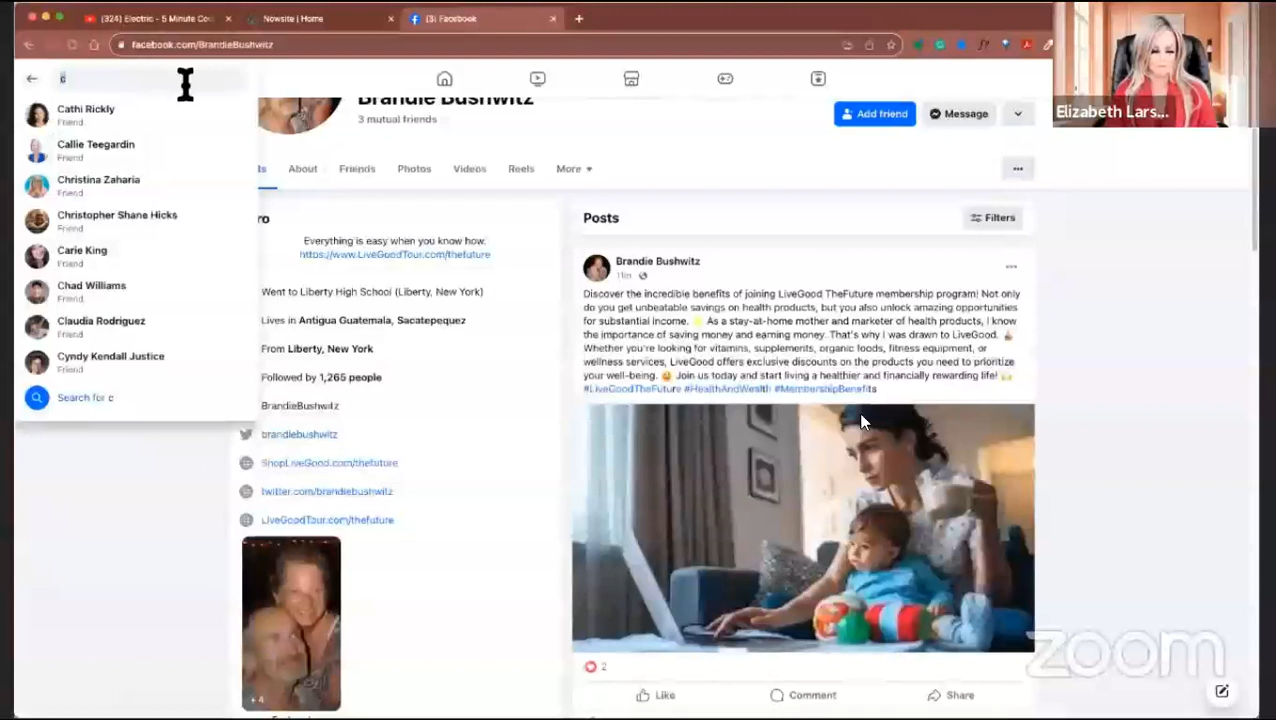 (324) Electric - 5 Minute Cou
Nowsite | Home
(3) Facebook
facebook.com/BrandieBushwitz
c
Cathi Rickly
Friend
Callie Teegardin
Friend
Christina Zaharia
Friend
Christopher Shane Hicks
Friend
Carie King
Friend
Chad Williams
Friend
Claudia Rodriguez
Friend
Cyndy Kendall Justice
Friend
Search for c
Brandie Bushwitz
3 mutual friends
Add friend
Message
About
Friends
Photos
Videos
Reels
More
Everything is easy when you know how.
https://www.LiveGoodTour.com/thefuture
Went to Liberty High School (Liberty, New York)
Lives in Antigua Guatemala, Sacatepequez
From Liberty, New York
Followed by 1,265 people
BrandieBushwitz
brandiebushwitz
ShopLiveGood.com/thefuture
twitter.com/brandiebushwitz
LiveGoodTour.com/thefuture
+4
Posts
Filters
Brandie Bushwitz
Discover the incredible benefits of joining LiveGood TheFuture membership program! Not only
do you get unbeatable savings on health products, but you also unlock amazing opportunities
for substantial income. As a stay-at-home mother and marketer of health products, I know
the importance of saving money and earning money. That's why I was drawn to LiveGood.
Whether you're looking for vitamins, supplements, organic foods, fitness equipment, or
wellness services, LiveGood offers exclusive discounts on the products you need to prioritize
your well-being. Join us today and start living a healthier and financially rewarding life!
#LiveGoodTheFuture #HealthAndWealth #MembershipBenefits
2
Like
Comment
Share
Elizabeth Lars...
zoom